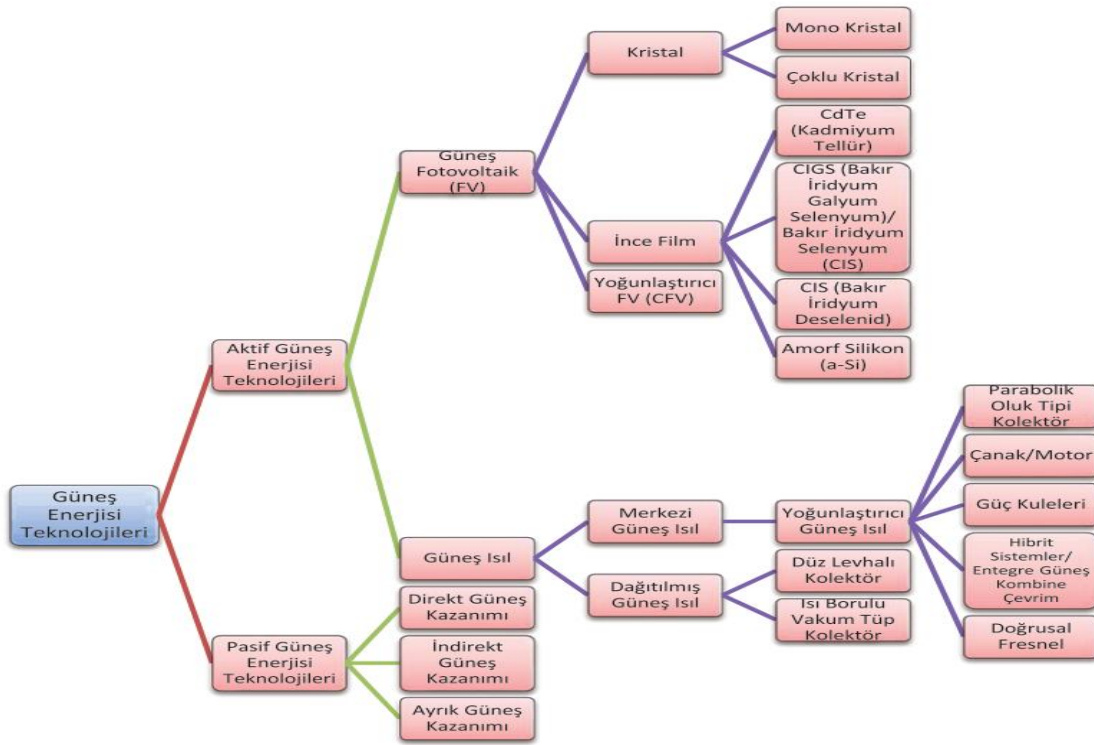 Güneş
Enerjisi
Teknolojileri
Aktif Güneş
Enerjisi
Teknolojileri
Güneş
Fotovoltaik
(FV)
Kristal
Mono Kristal
Çoklu Kristal
İnce Film
CdTe
(Kadmiyum
Tellür)
CIGS (Bakır
İridyum
Galyum
Selenyum)/
Bakır İridyum
Selenyum
(CIS)
CIS (Bakır
İridyum
Deselenid)
Amorf Silikon
(a-Si)
Yoğunlaştırıcı
FV (CFV)
Güneş Isıl
Merkezi
Güneş Isıl
Yoğunlaştırıcı
Güneş Isıl
Parabolik
Oluk Tipi
Kolektör
Çanak/Motor
Güç Kuleleri
Hibrit
Sistemler/
Entegre Güneş
Kombine
Çevrim
Doğrusal
Fresnel
Dağıtılmış
Güneş Isıl
Düz Levhalı
Kolektör
Isı Borulu
Vakum Tüp
Kolektör
Pasif Güneş
Enerjisi
Teknolojileri
Direkt Güneş
Kazanımı
İndirekt
Güneş
Kazanımı
Ayrık Güneş
Kazanımı